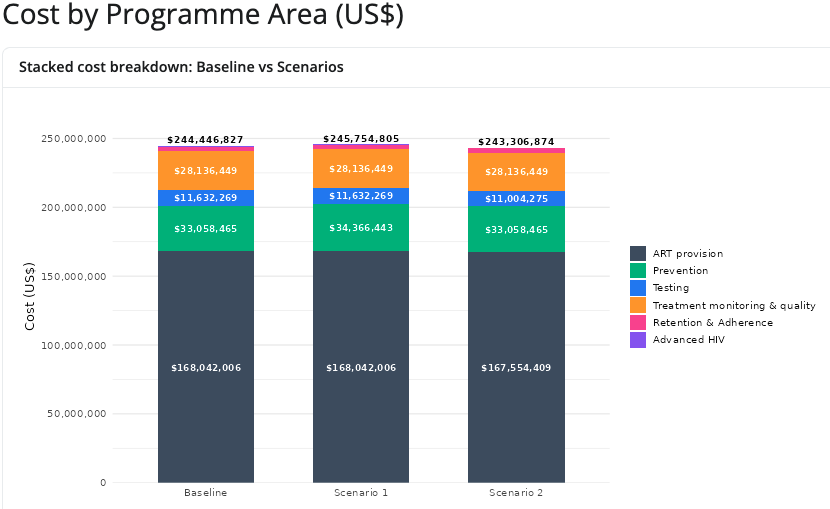 Cost by Programme Area (US$)
Stacked cost breakdown: Baseline vs Scenarios
$244,446,827
$245,754,805
$243,306,874
250,000,000
$28,136,449
$28,136,449
$28,136,449
$11,632,269
$11,632,269
$11,004,275
200,000,000
$33,058,465
$34,366,443
$33,058,465
150,000,000
100,000,000
$168,042,006
$168,042,006
$167,554,409
50,000,000
0
Cost (US$)
Baseline
Scenario 1
Scenario 2
ART provision
Prevention
Testing
Treatment monitoring & quality
Retention & Adherence
Advanced HIV